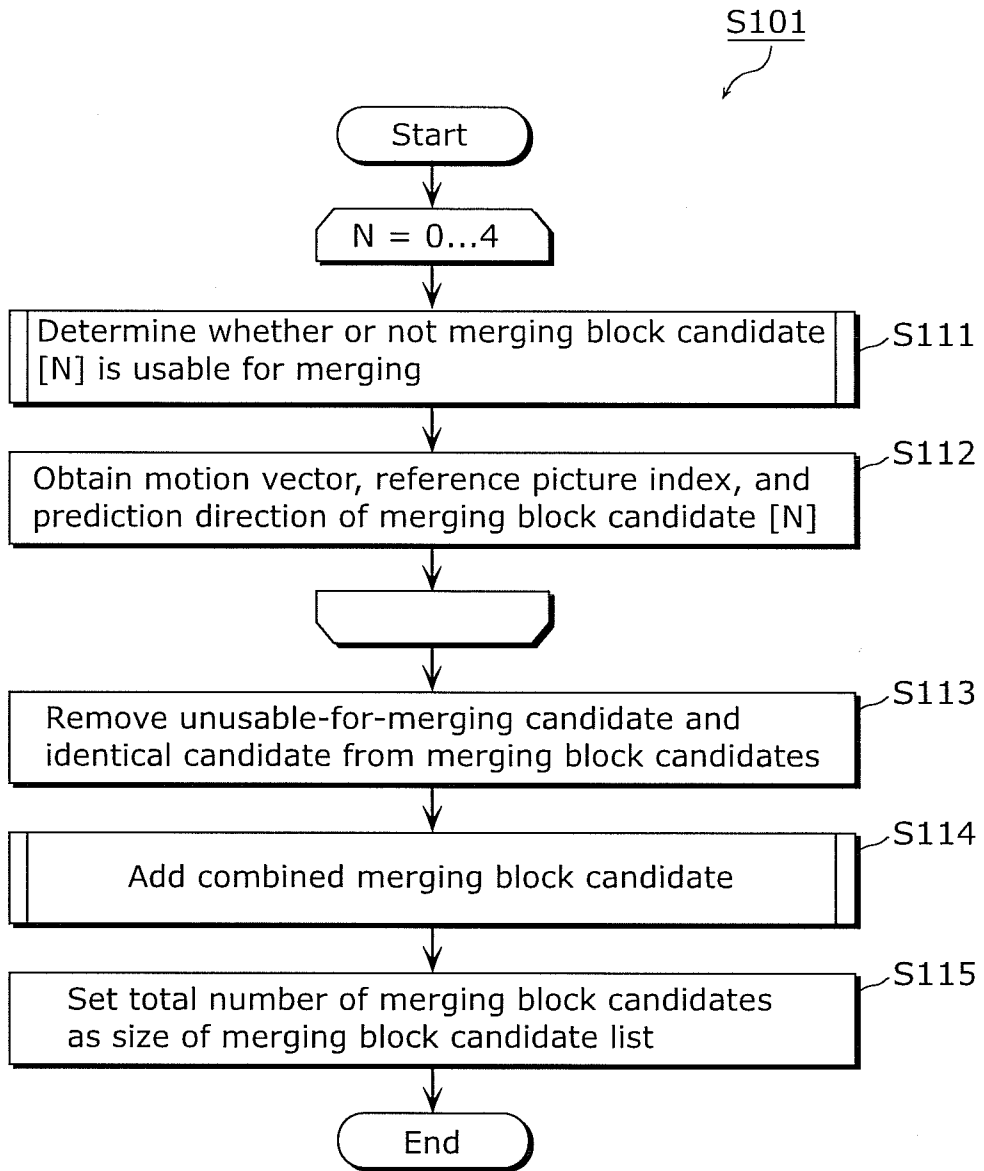 S101
Start
N = 0...4
Determine whether or not merging block candidate
[N] is usable for merging
S111
Obtain motion vector, reference picture index, and
prediction direction of merging block candidate [N]
S112
Remove unusable-for-merging candidate and
identical candidate from merging block candidates
S113
Add combined merging block candidate
S114
Set total number of merging block candidates
as size of merging block candidate list
S115
End